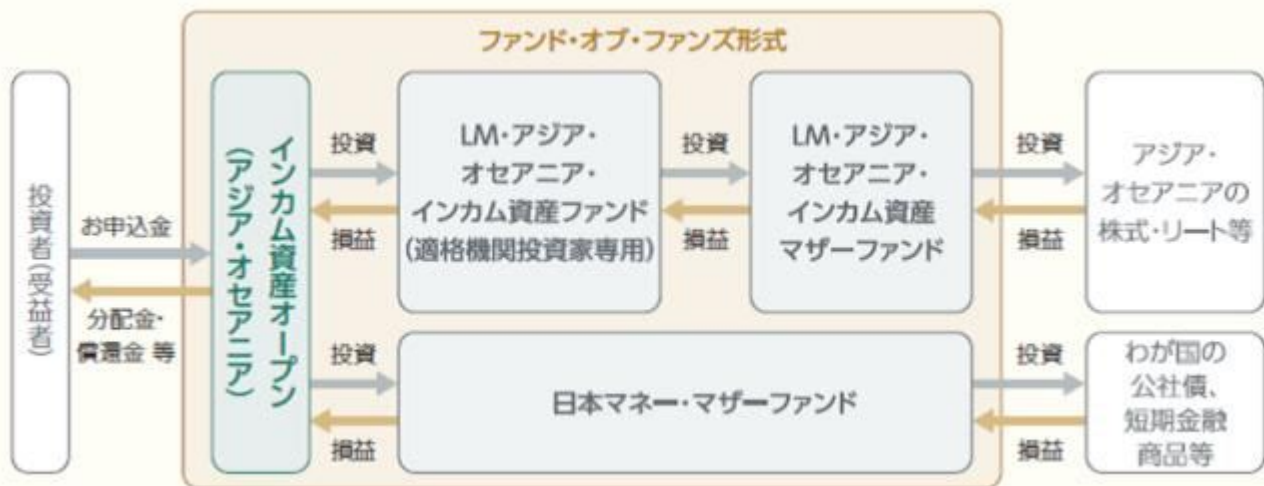 ファンド・オブ・ファンズ形式
投資者(受益者)
お申込金
分配金・
償還金 等
インカム資産オープン
(アジア・オセアニア)
投資
損益
LM・アジア・
オセアニア・
インカム資産ファンド
(適格機関投資家専用)
投資
損益
LM・アジア・
オセアニア・
インカム資産
マザーファンド
投資
損益
アジア・
オセアニアの
株式・リート等
投資
損益
日本マネー・マザーファンド
投資
損益
わが国の
公社債、
短期金融
商品等